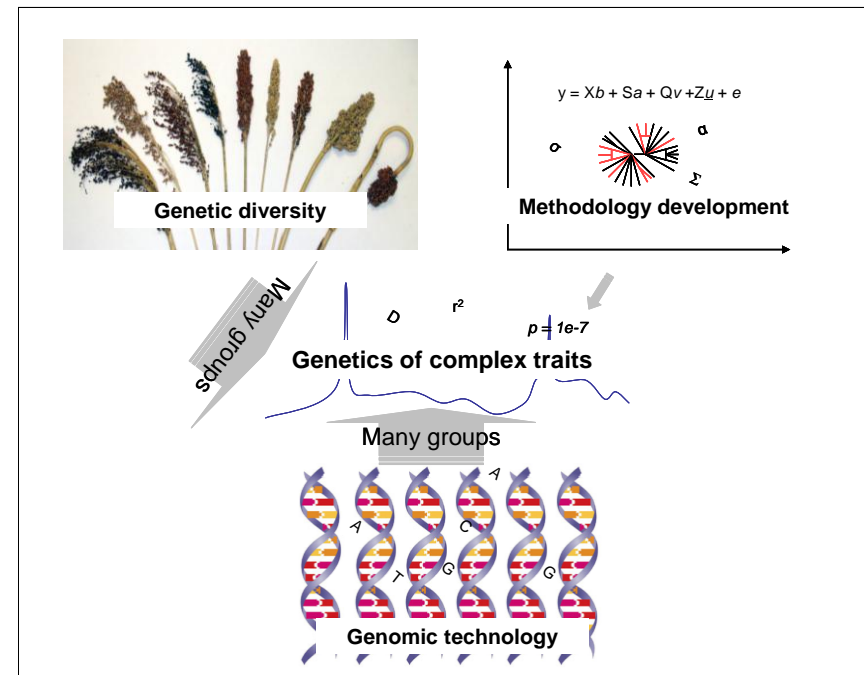 y = Xb + Sa + Qv +Zu + e
α
σ
Σ
Genetic diversity
Methodology development
Many groups
D
r²
p = 1e-7
Genetics of complex traits
Many groups
A
A
C
T
G
G
Genomic technology